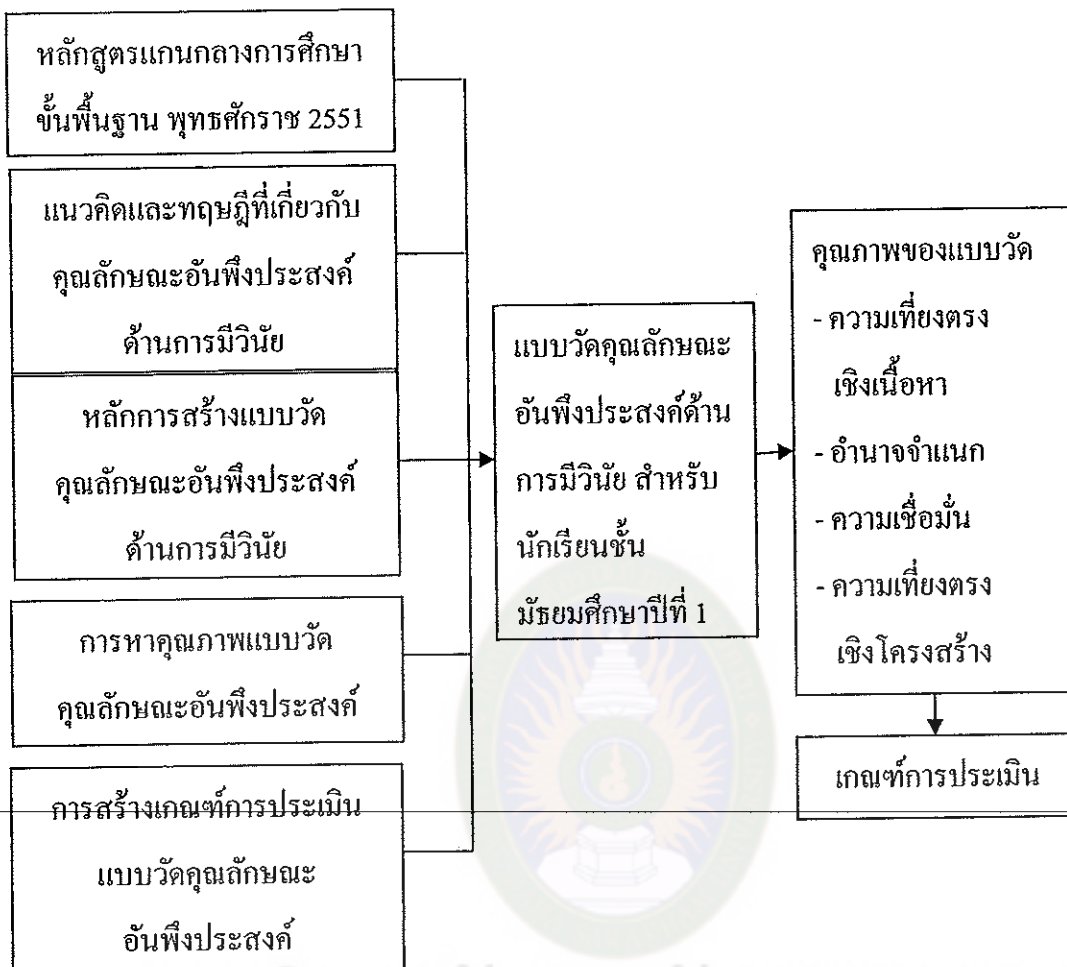 หลักสูตรแกนกลางการศึกษา
ขั้นพื้นฐาน พุทธศักราช 2551
แนวคิดและทฤษฎีที่เกี่ยวกับ
คุณลักษณะอันพึงประสงค์
ด้านการมีวินัย
หลักการสร้างแบบวัด
คุณลักษณะอันพึงประสงค์
ด้านการมีวินัย
การหาคุณภาพแบบวัด
คุณลักษณะอันพึงประสงค์
การสร้างเกณฑ์การประเมิน
แบบวัดคุณลักษณะ
อันพึงประสงค์
แบบวัดคุณลักษณะ
อันพึงประสงค์ด้าน
การมีวินัย สำหรับ
นักเรียนชั้น
มัธยมศึกษาปีที่ 1
คุณภาพของแบบวัด
- ความเที่ยงตรง
เชิงเนื้อหา
- อำนาจจำแนก
- ความเชื่อมั่น
- ความเที่ยงตรง
เชิงโครงสร้าง
เกณฑ์การประเมิน